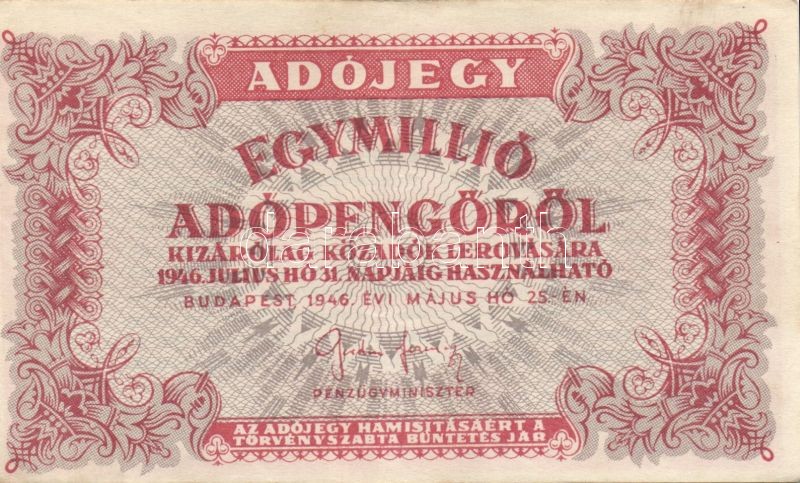 ADÓJEGY
EGYMILLIÓ
ADÓPENGŐRŐL
KIZÁRÓLAG KÖZADÓK LEROVÁSÁRA
1946. JULIUS HÓ 31. NAPJÁIG HASZNÁLHATÓ
BUDAPEST 1946. ÉVI MÁJUS HÓ 25-ÉN
PÉNZÜGYMINISZTER
AZ ADÓJEGY HAMISITÁSAÉRT A
TÖRVÉNYSZABTA BÜNTETÉS JÁR